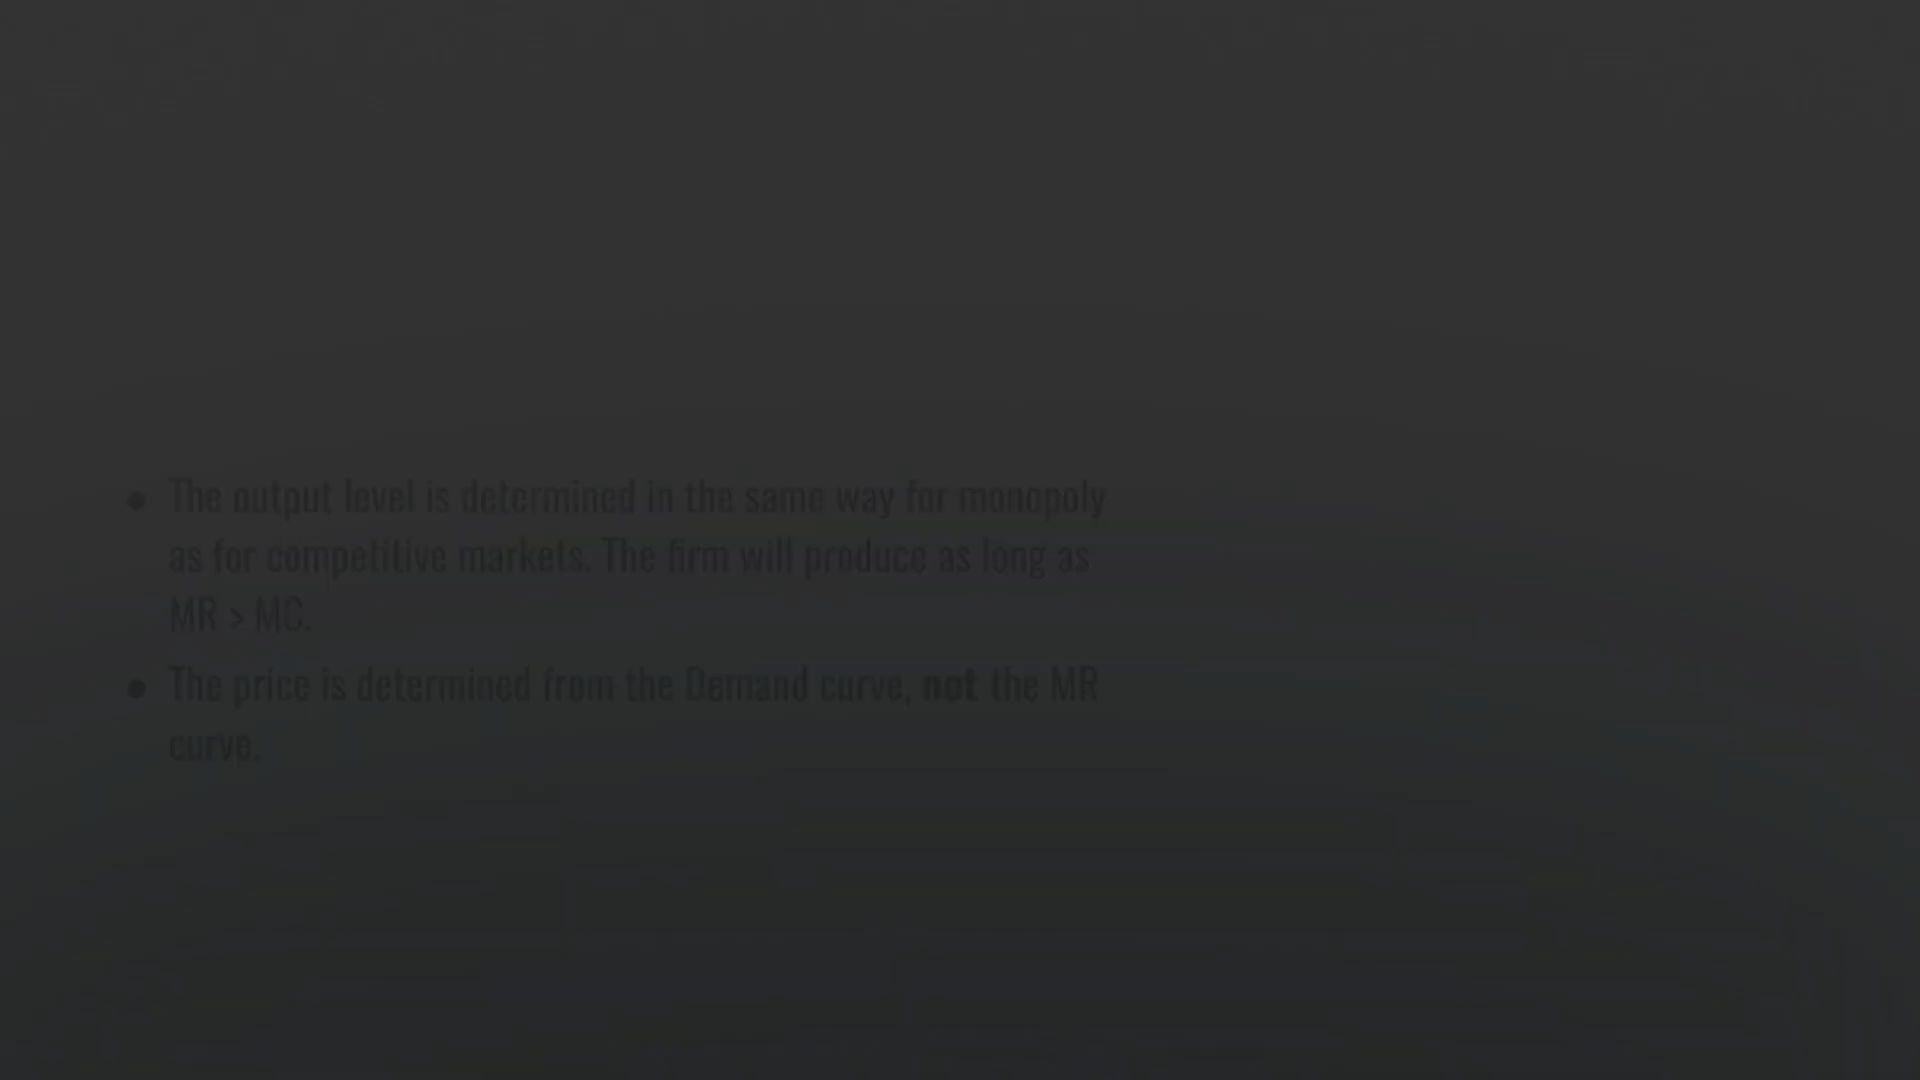 • The output level is determined in the same way for monopoly
as for competitive markets. The firm will produce as long as
MR > MC.
• The price is determined from the Demand curve, not the MR
curve.